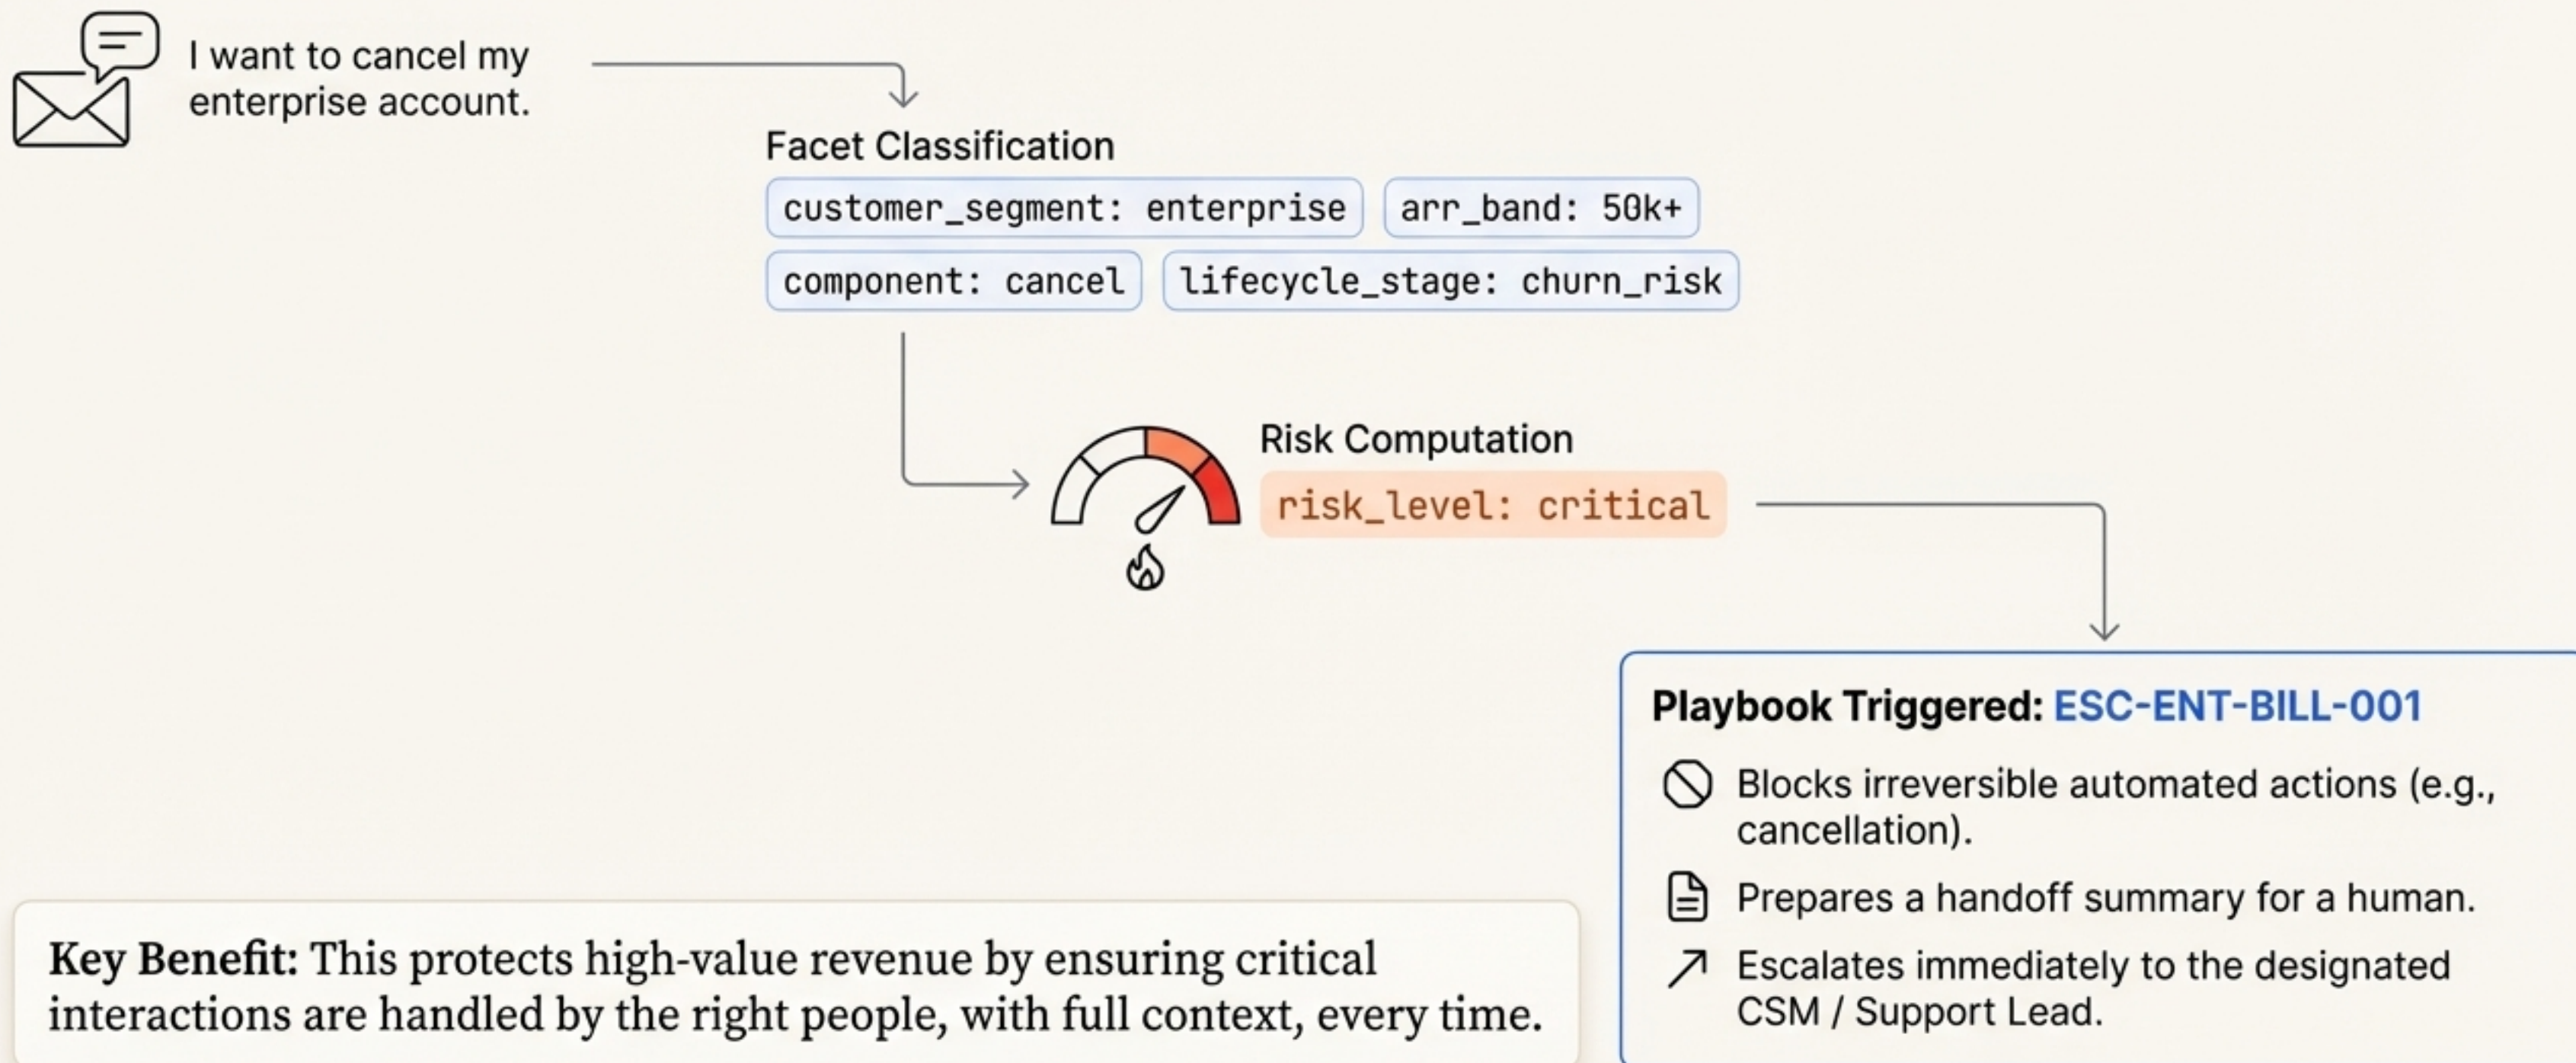 I want to cancel my
enterprise account.
Facet Classification
customer_segment: enterprise
arr_band: 50k+
component: cancel
lifecycle_stage: churn_risk
Risk Computation
risk_level: critical
Playbook Triggered: ESC-ENT-BILL-001
Blocks irreversible automated actions (e.g.,
cancellation).
Prepares a handoff summary for a human.
Escalates immediately to the designated
CSM / Support Lead.
Key Benefit: This protects high-value revenue by ensuring critical
interactions are handled by the right people, with full context, every time.